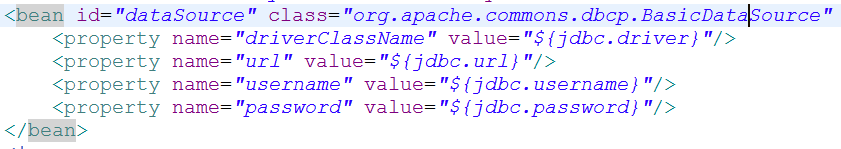 <bean id="dataSource" class="org.apache.commons.dbcp.BasicDataSource"
<property name="driverClassName" value="${jdbc.driver}"/>
<property name="url" value="${jdbc.url}"/>
<property name="username" value="${jdbc.username}"/>
<property name="password" value="${jdbc.password}"/>
</bean>